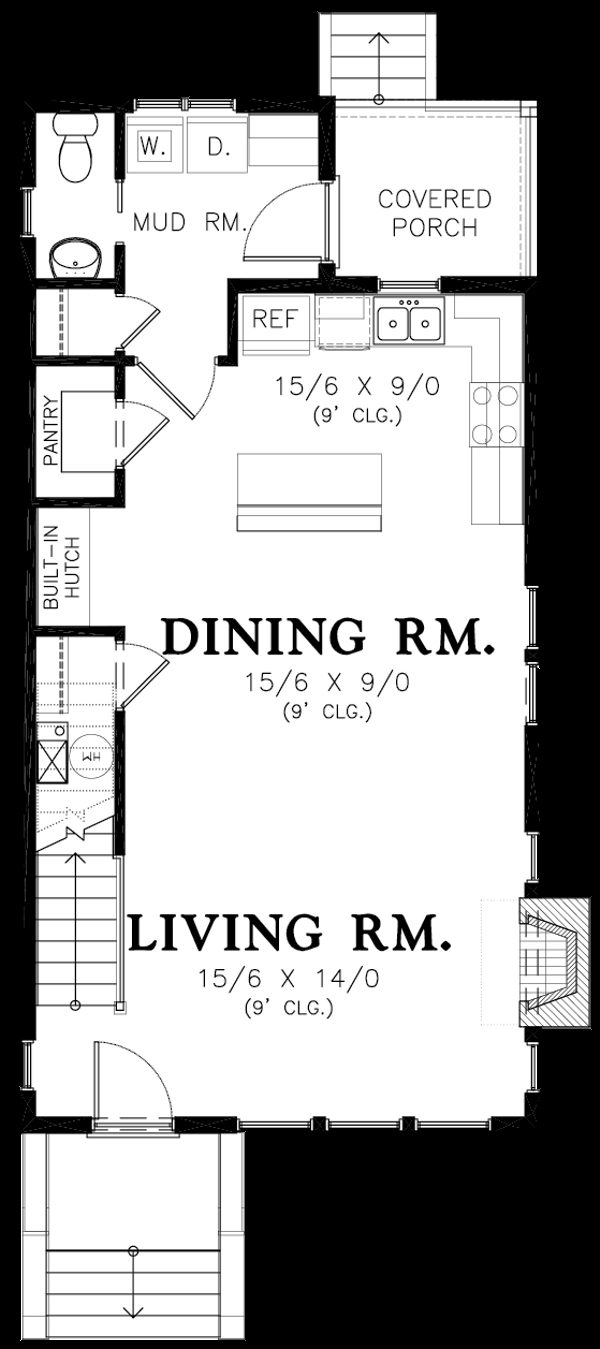 W.
D.
MUD RM.
COVERED
PORCH
REF
15/6 X 9/0
(9' CLG.)
PANTRY
BUILT-IN
HUTCH
DINING RM.
15/6 X 9/0
(9' CLG.)
WH
LIVING RM.
15/6 X 14/0
(9' CLG.)